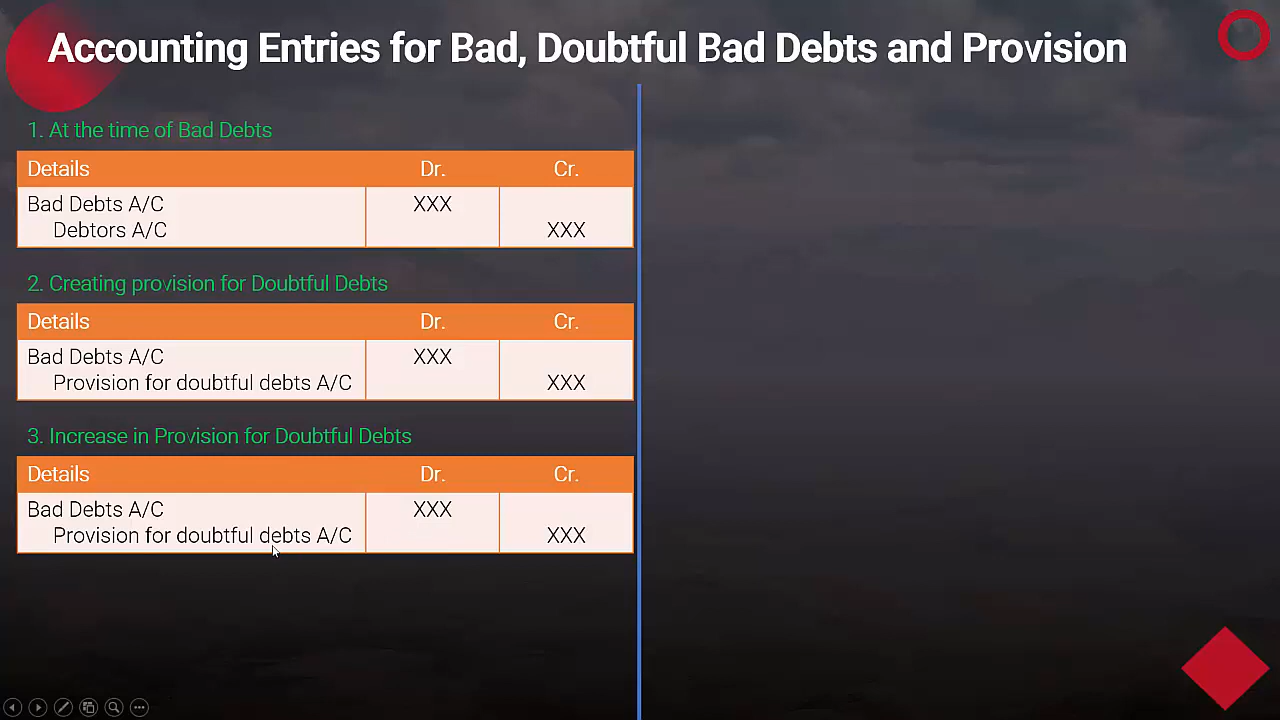 Accounting Entries for Bad, Doubtful Bad Debts and Provision
1. At the time of Bad Debts
Details Dr. Cr.
Bad Debts A/C XXX
Debtors A/C XXX
2. Creating provision for Doubtful Debts
Details Dr. Cr.
Bad Debts A/C XXX
Provision for doubtful debts A/C XXX
3. Increase in Provision for Doubtful Debts
Details Dr. Cr.
Bad Debts A/C XXX
Provision for doubtful debts A/C XXX